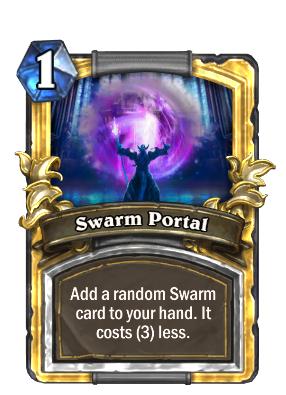 1
Swarm Portal
Add a random Swarm
card to your hand. It
costs (3) less.